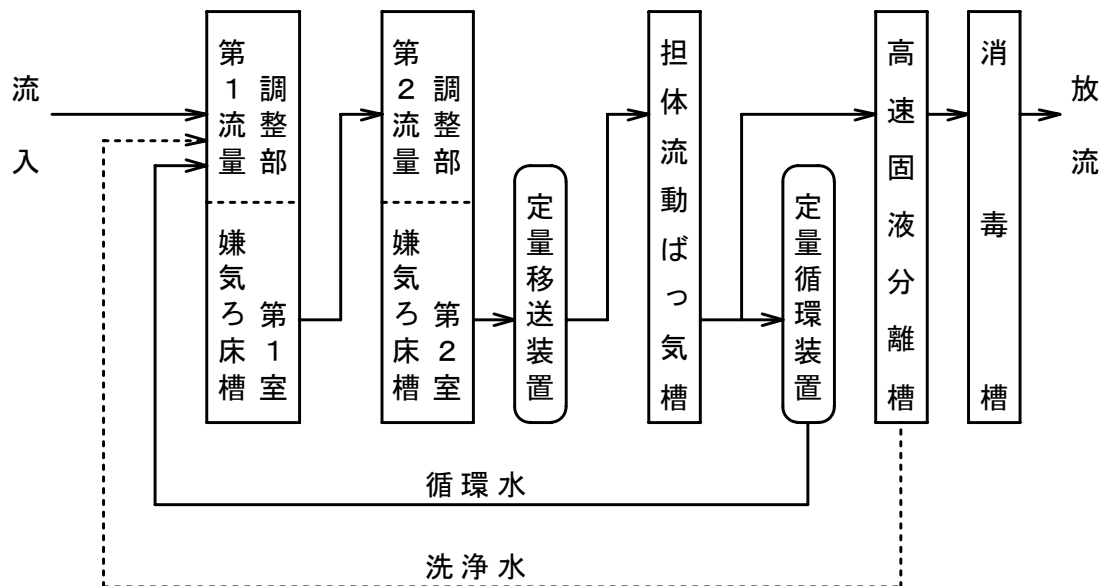 流入
第1流量調整部
嫌気ろ床槽第1室
第2流量調整部
嫌気ろ床槽第2室
定量移送装置
担体流動ばっ気槽
定量循環装置
高速固液分離槽
消毒槽
放流
循環水
洗浄水